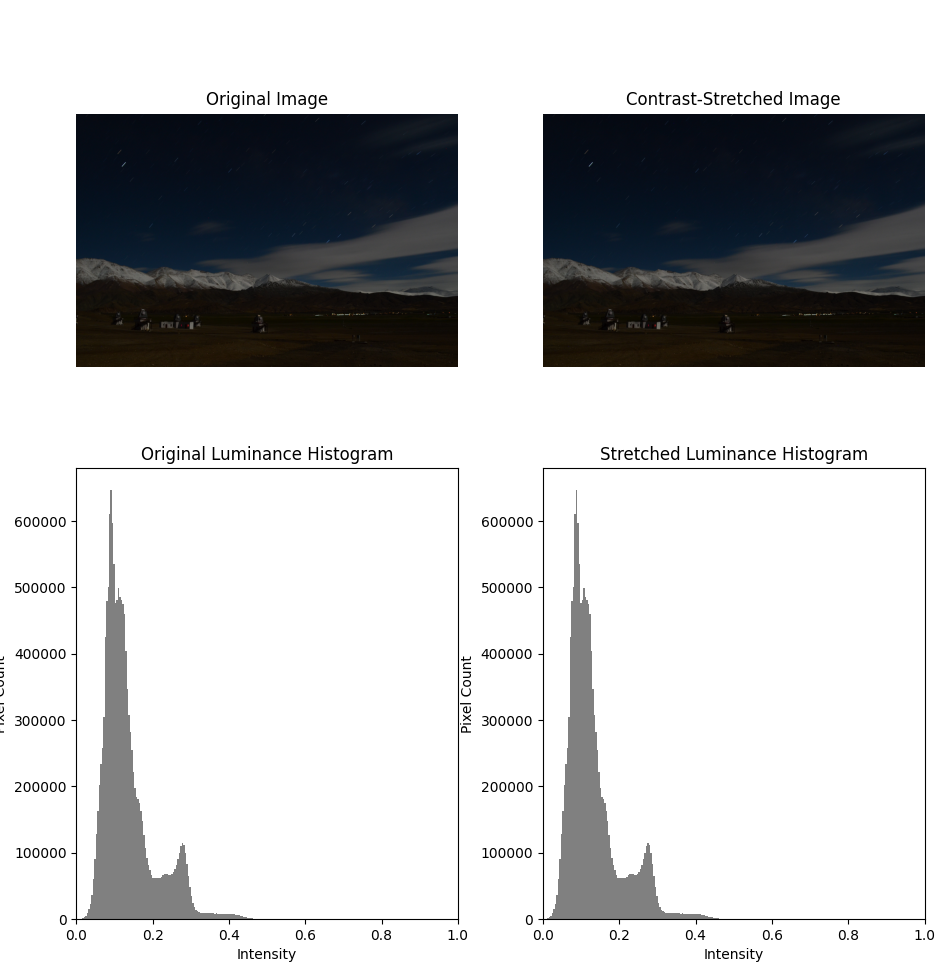 Original Image
Contrast-Stretched Image
Original Luminance Histogram
Stretched Luminance Histogram
600000
500000
400000
300000
200000
100000
0
Pixel Count
0.0 0.2 0.4 0.6 0.8 1.0
Intensity
600000
500000
400000
300000
200000
100000
0
Pixel Count
0.0 0.2 0.4 0.6 0.8 1.0
Intensity